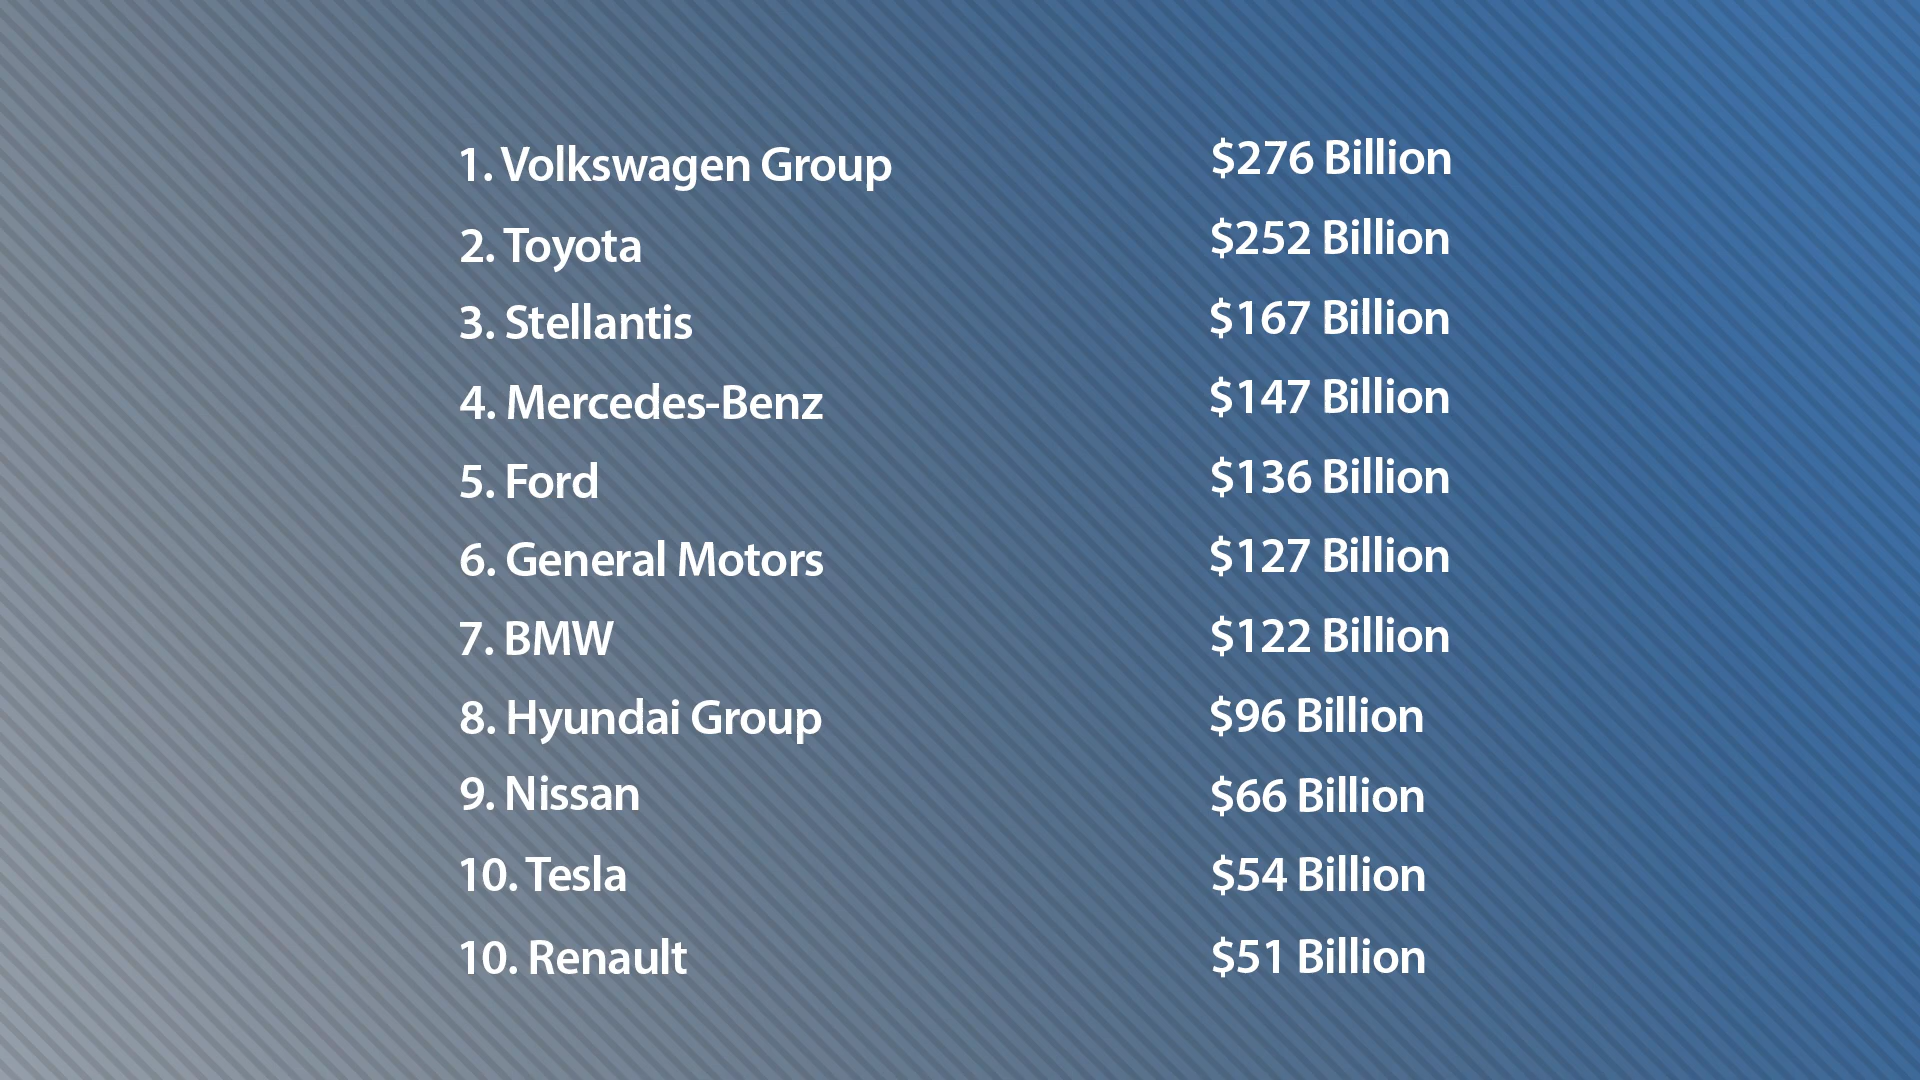 1. Volkswagen Group $276 Billion
2. Toyota $252 Billion
3. Stellantis $167 Billion
4. Mercedes-Benz $147 Billion
5. Ford $136 Billion
6. General Motors $127 Billion
7. BMW $122 Billion
8. Hyundai Group $96 Billion
9. Nissan $66 Billion
10. Tesla $54 Billion
10. Renault $51 Billion